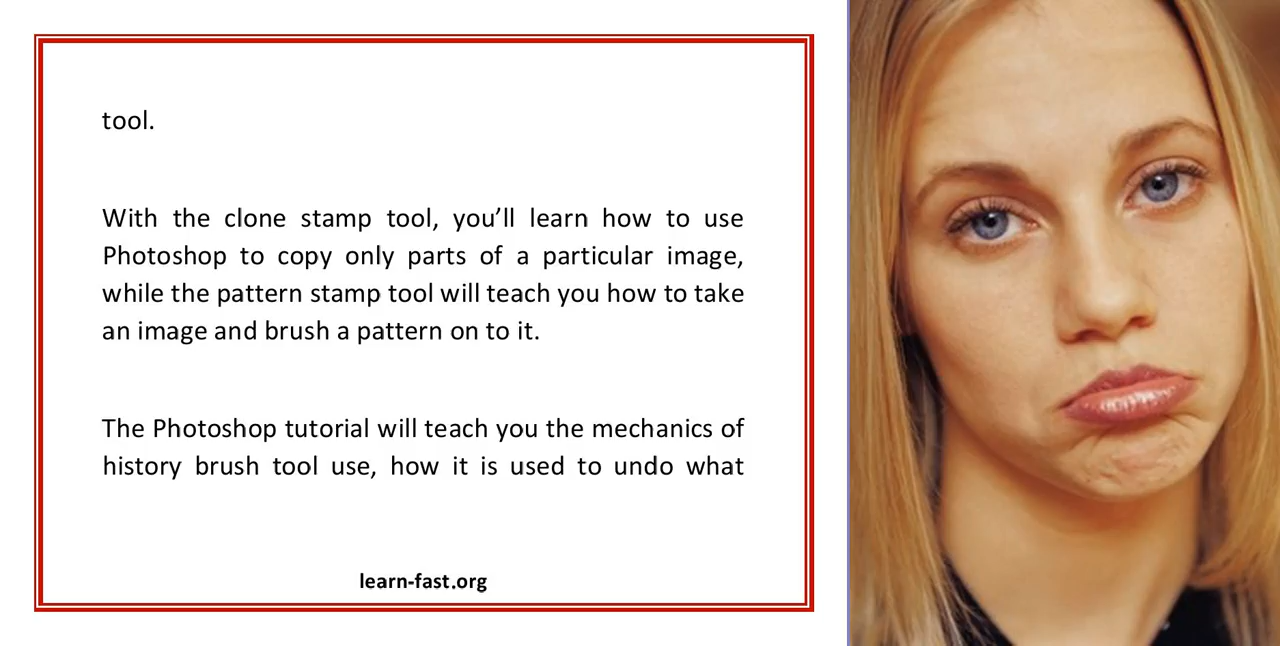 tool.
With the clone stamp tool, you’ll learn how to use
Photoshop to copy only parts of a particular image,
while the pattern stamp tool will teach you how to take
an image and brush a pattern on to it.
The Photoshop tutorial will teach you the mechanics of
history brush tool use, how it is used to undo what
learn-fast.org